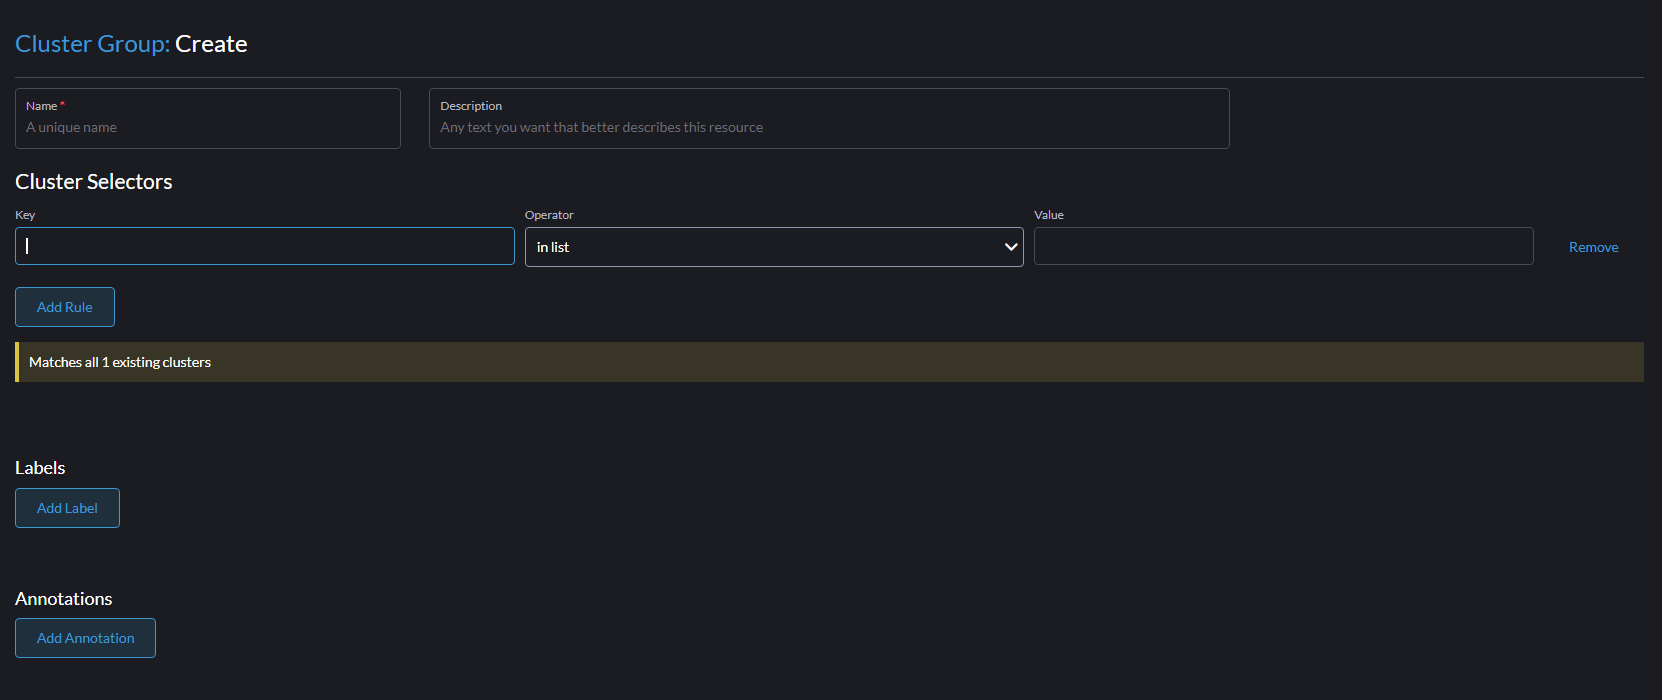 Cluster Group: Create
Name *
A unique name
Description
Any text you want that better describes this resource
Cluster Selectors
Key
Operator
Value
in list
Remove
Add Rule
Matches all 1 existing clusters
Labels
Add Label
Annotations
Add Annotation